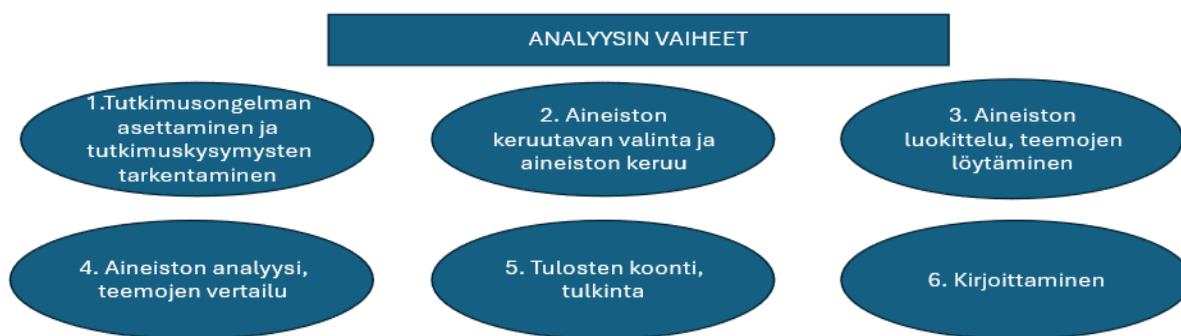 ANALYYSIN VAIHEET
1.Tutkimusongelman
asettaminen ja
tutkimuskysymysten
tarkentaminen
2. Aineiston
keruutavan valinta ja
aineiston keruu
3. Aineiston
luokittelu, teemojen
löytäminen
4. Aineiston analyysi,
teemojen vertailu
5. Tulosten koonti,
tulkinta
6. Kirjoittaminen